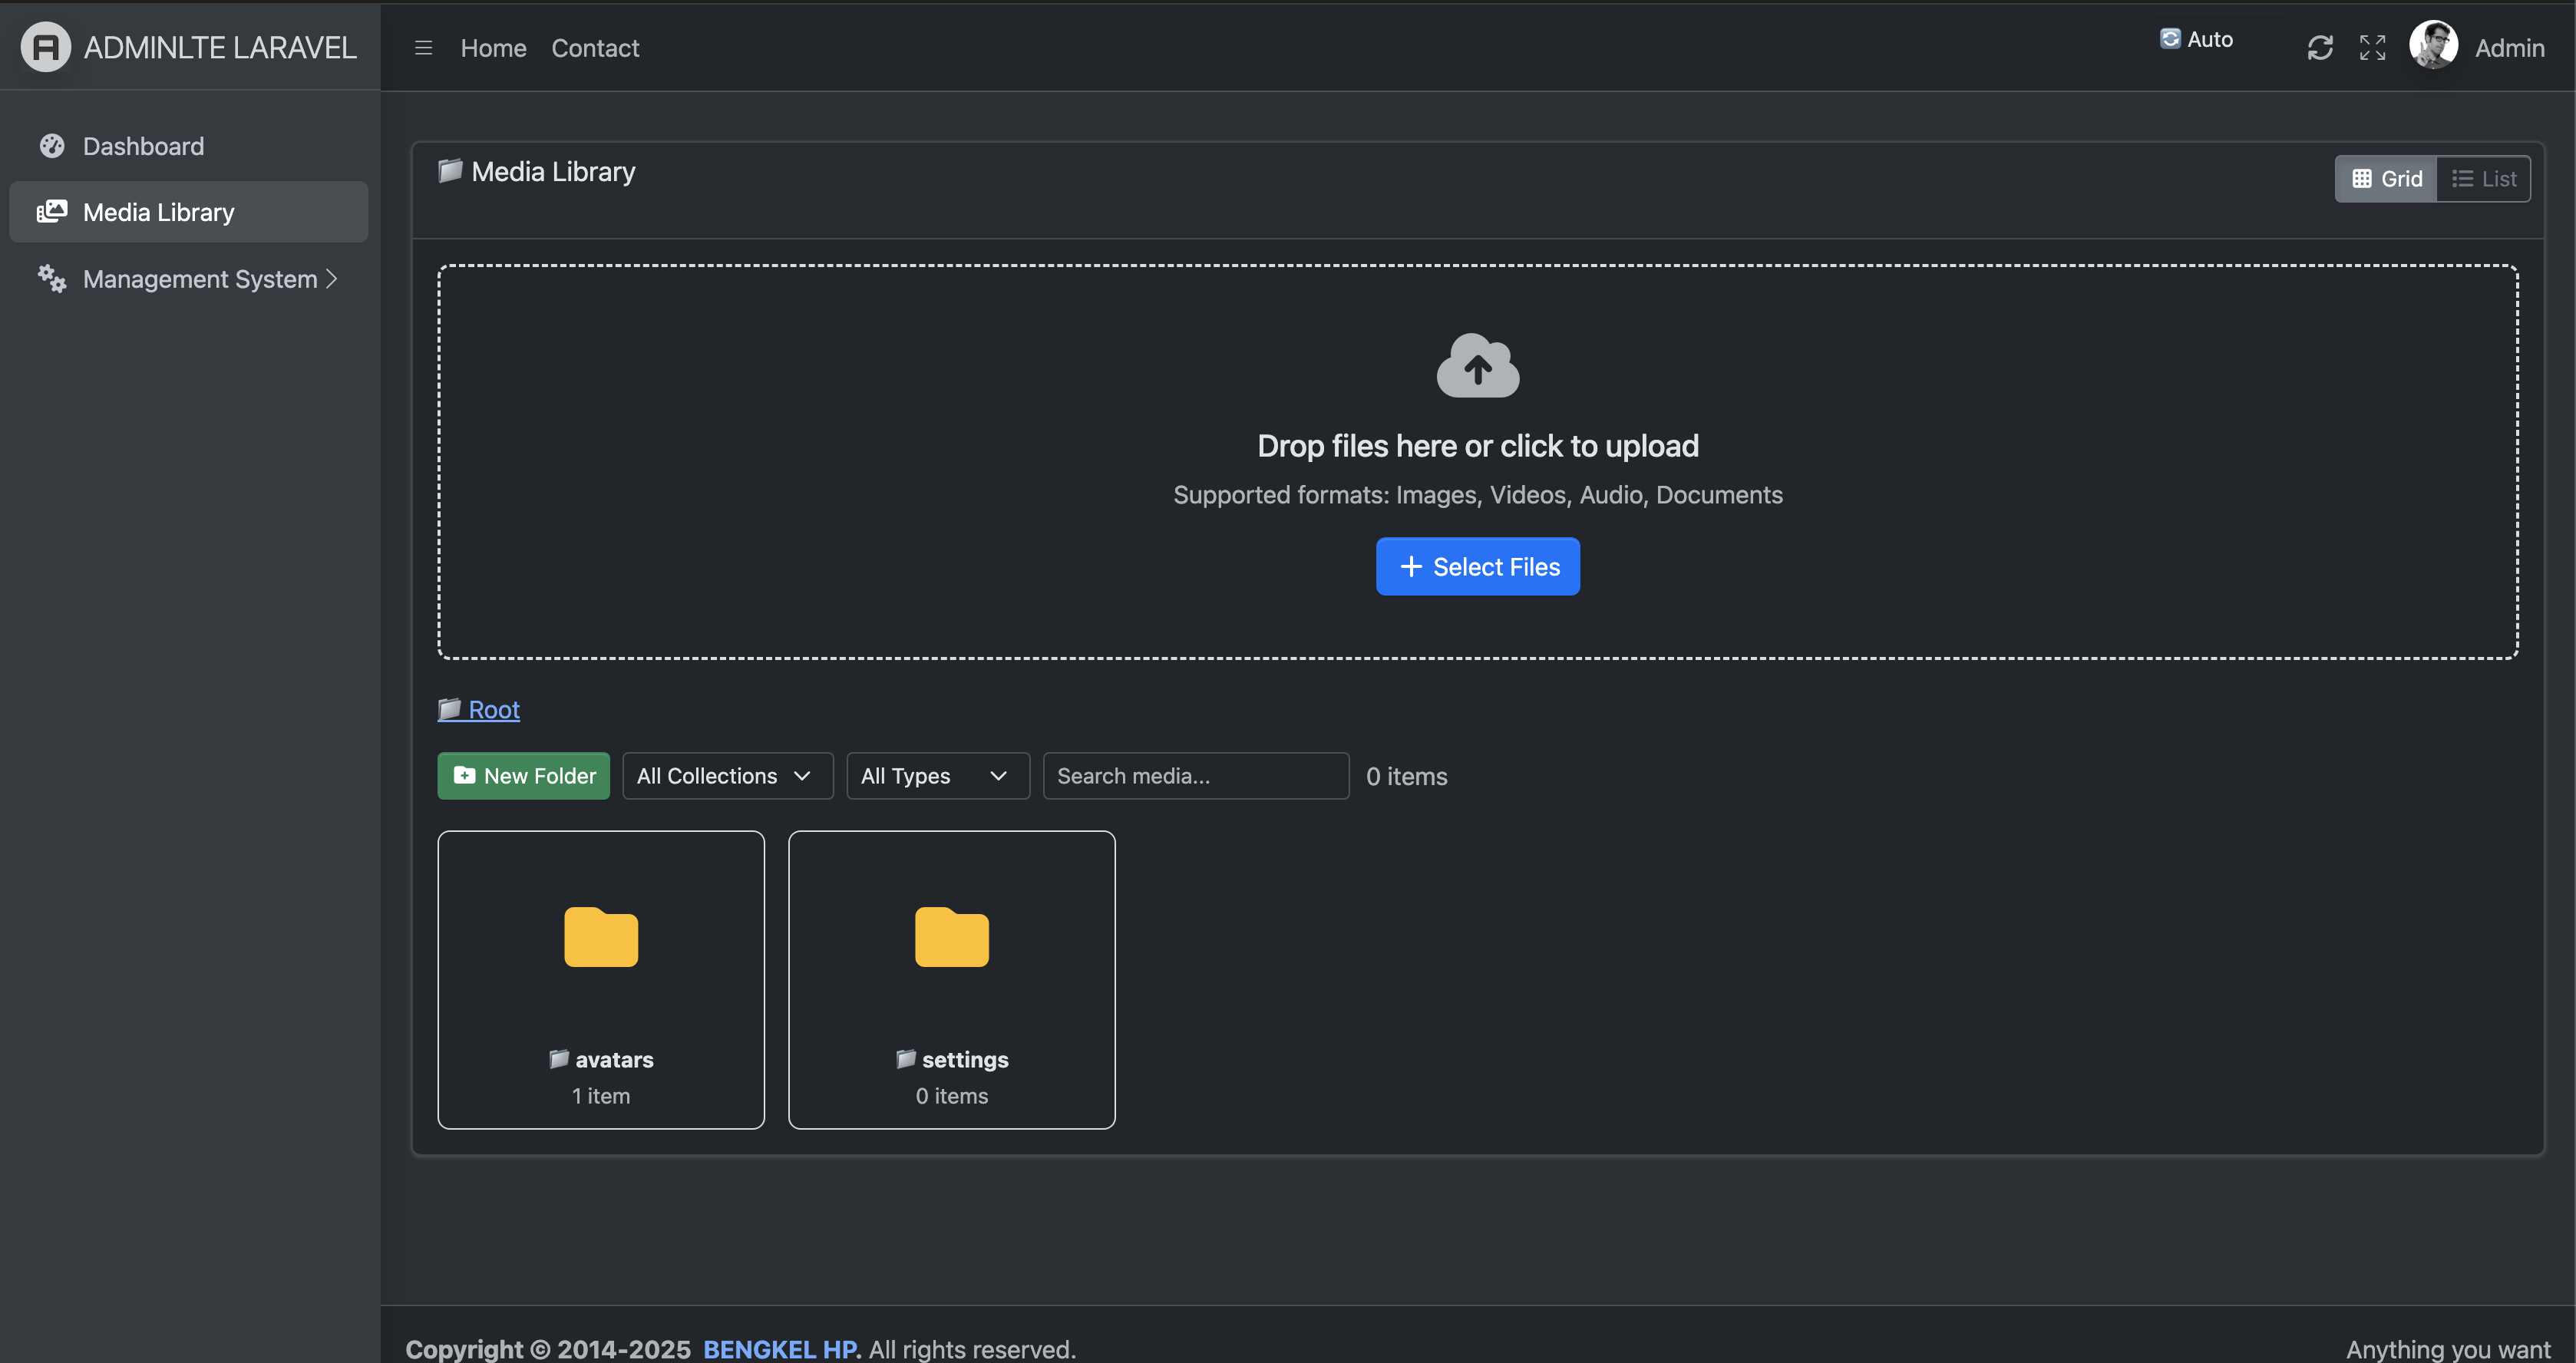 ADMINLTE LARAVEL
Home
Contact
Auto
Admin
Dashboard
Media Library
Management System
Media Library
Grid
List
Drop files here or click to upload
Supported formats: Images, Videos, Audio, Documents
Select Files
Root
New Folder
All Collections
All Types
Search media...
0 items
avatars
1 item
settings
0 items
Copyright © 2014-2025 BENGKEL HP. All rights reserved.
Anything you want